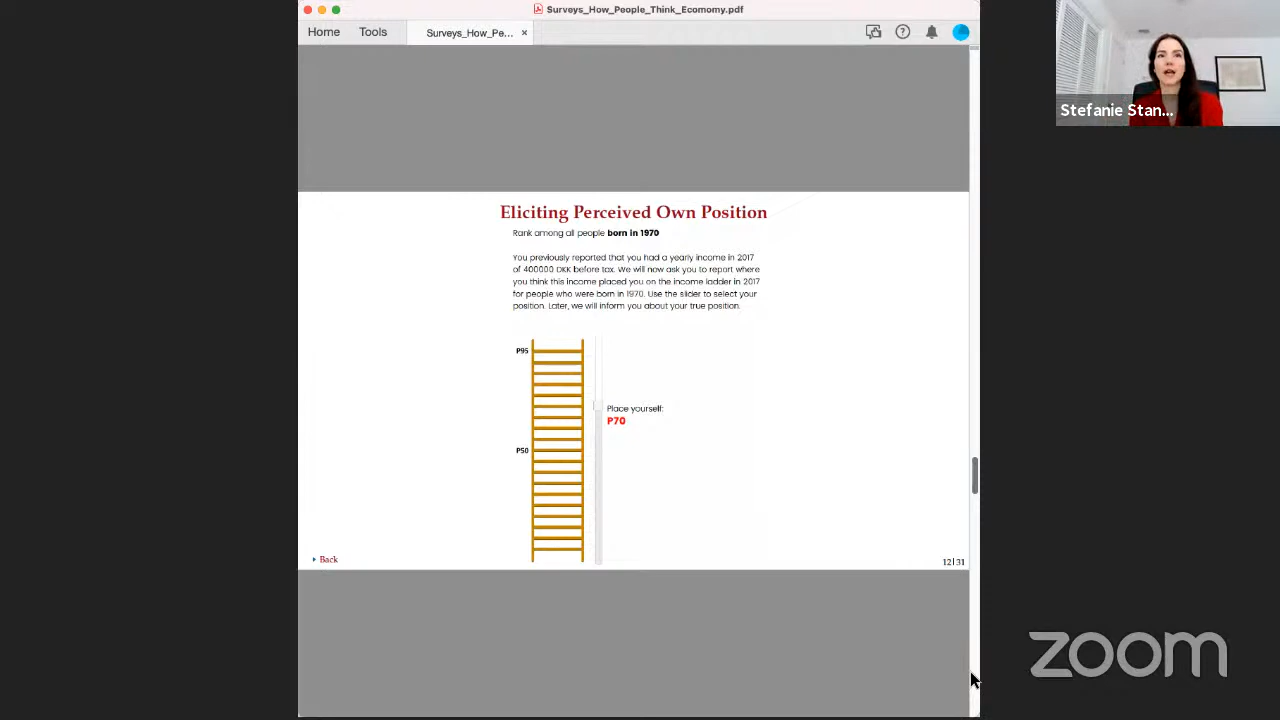 Surveys_How_People_Think_Economy.pdf
Home
Tools
Surveys_How_Pe...
Stefanie Stan...
Eliciting Perceived Own Position
Rank among all people born in 1970
You previously reported that you had a yearly income in 2017
of 400000 DKK before tax. We will now ask you to report where
you think this income placed you on the income ladder in 2017
for people who were born in 1970. Use the slider to select your
position. Later, we will inform you about your true position.
P95
Place yourself:
P70
P50
Back
12|31
zoom